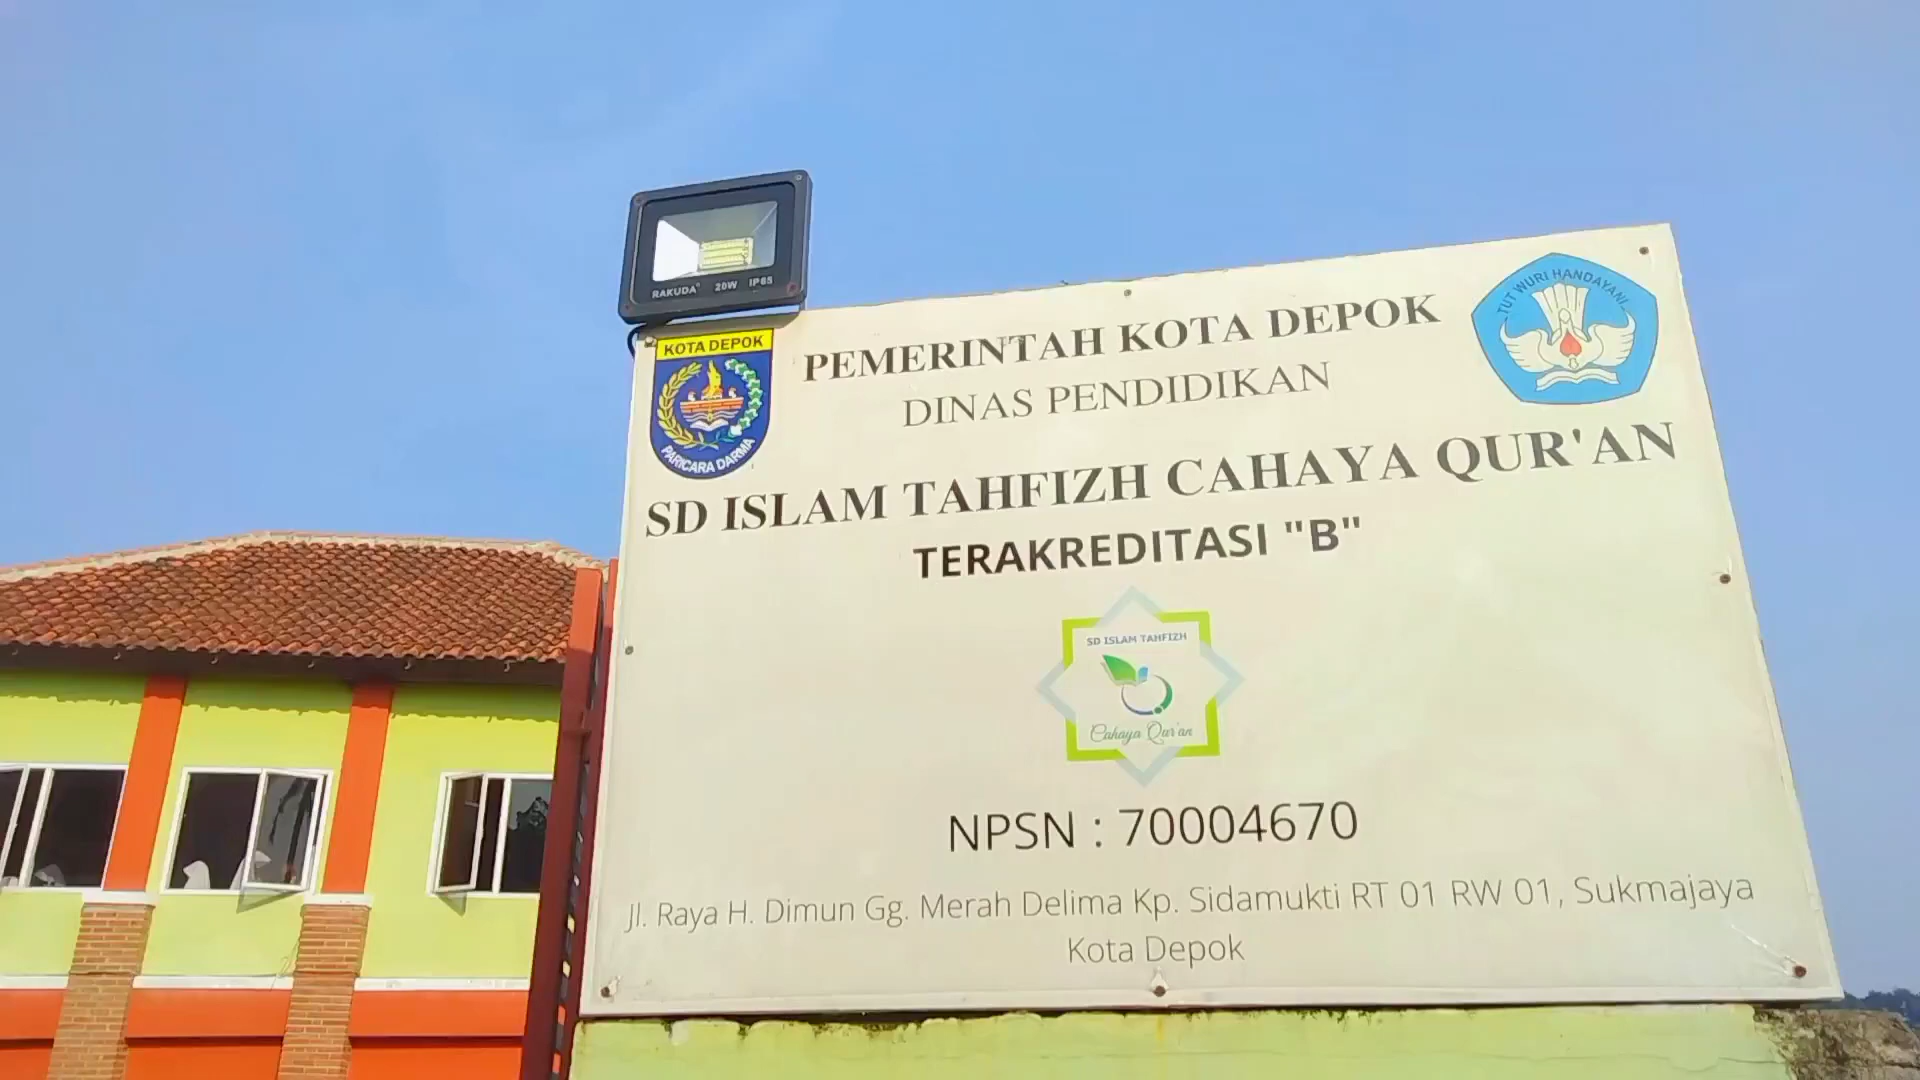 RAKUDA 20W IP65
KOTA DEPOK
PARICARA DARMA
PEMERINTAH KOTA DEPOK
DINAS PENDIDIKAN
TUT WURI HANDAYANI
SD ISLAM TAHFIZH CAHAYA QUR'AN
TERAKREDITASI "B"
SD ISLAM TAHFIZH
Cahaya Qur'an
NPSN : 70004670
Jl. Raya H. Dimun Gg. Merah Delima Kp. Sidamukti RT 01 RW 01, Sukmajaya
Kota Depok